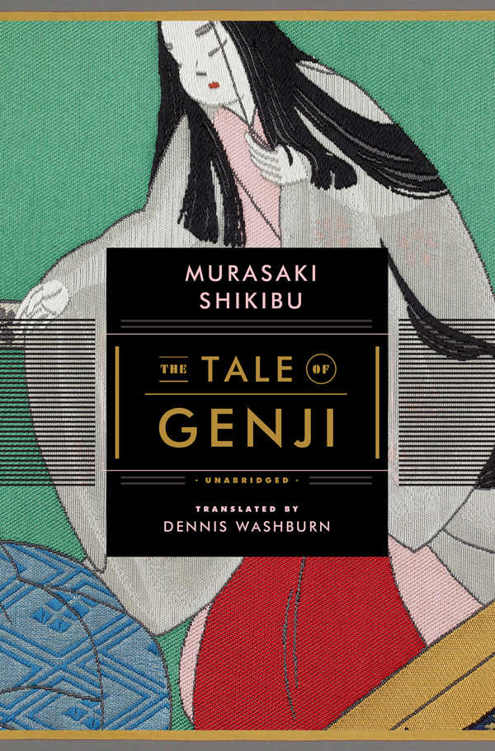 MURASAKI
SHIKIBU
THE TALE OF
GENJI
· UNABRIDGED ·
TRANSLATED BY
DENNIS WASHBURN